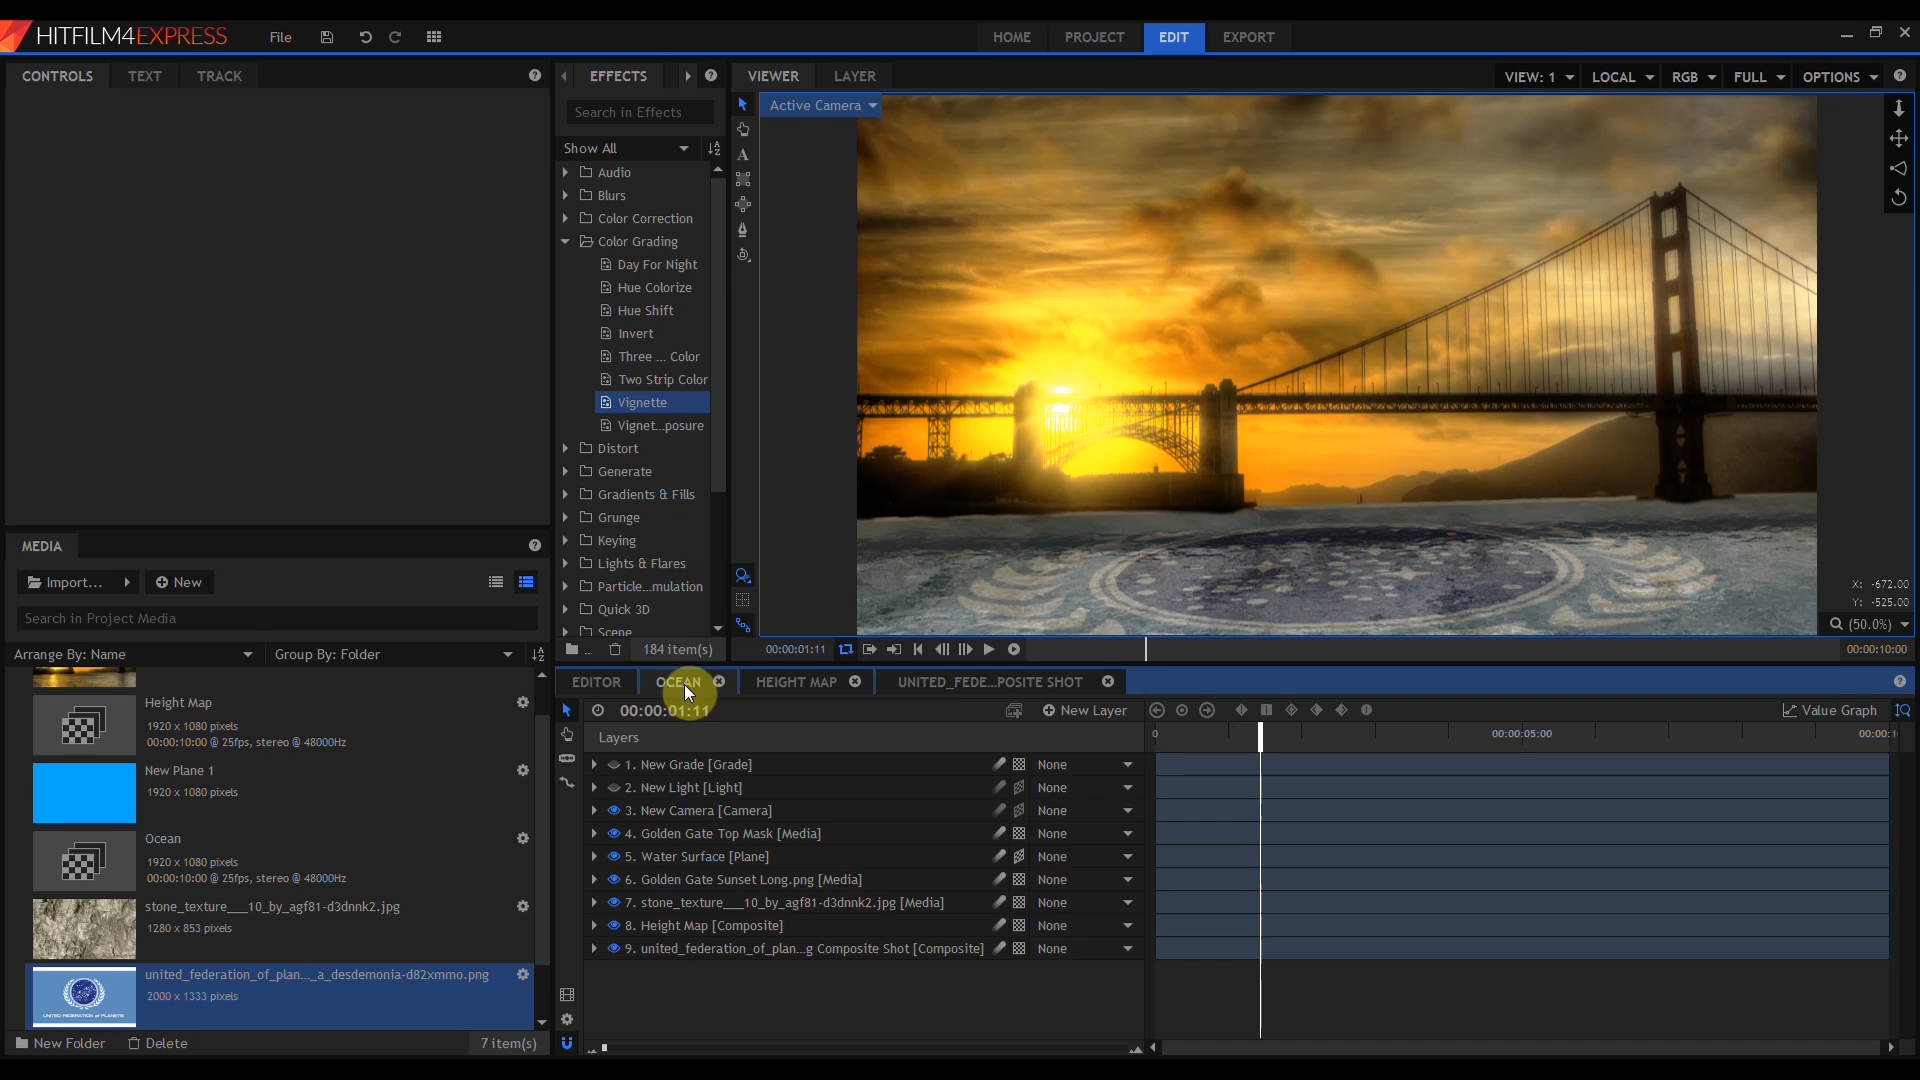 HITFILM4EXPRESS
File
HOME
PROJECT
EDIT
EXPORT
CONTROLS
TEXT
TRACK
EFFECTS
VIEWER
LAYER
VIEW: 1
LOCAL
RGB
FULL
OPTIONS
Search in Effects
Active Camera
Show All
Audio
Blurs
Color Correction
Color Grading
Day For Night
Hue Colorize
Hue Shift
Invert
Three ... Color
Two Strip Color
Vignette
Vignet...posure
Distort
Generate
Gradients & Fills
Grunge
Keying
Lights & Flares
Particle...mulation
Quick 3D
Scene
184 item(s)
X: -672.00
Y: -525.00
(50.0%)
00:00:01:11
00:00:10:00
MEDIA
Import...
New
Search in Project Media
Arrange By: Name
Group By: Folder
Height Map
1920 x 1080 pixels
00:00:10:00 @ 25fps, stereo @ 48000Hz
New Plane 1
1920 x 1080 pixels
Ocean
1920 x 1080 pixels
00:00:10:00 @ 25fps, stereo @ 48000Hz
stone_texture___10_by_agf81-d3dnnk2.jpg
1280 x 853 pixels
united_federation_of_plan..._a_desdemonia-d82xmmo.png
2000 x 1333 pixels
UNITED FEDERATION OF PLANETS
New Folder
Delete
7 item(s)
EDITOR
OCEAN
HEIGHT MAP
UNITED_FEDE...POSITE SHOT
00:00:01:11
New Layer
Value Graph
Layers
0
00:00:05:00
00:00:1
1. New Grade [Grade]
None
2. New Light [Light]
None
3. New Camera [Camera]
None
4. Golden Gate Top Mask [Media]
None
5. Water Surface [Plane]
None
6. Golden Gate Sunset Long.png [Media]
None
7. stone_texture___10_by_agf81-d3dnnk2.jpg [Media]
None
8. Height Map [Composite]
None
9. united_federation_of_plan...g Composite Shot [Composite]
None